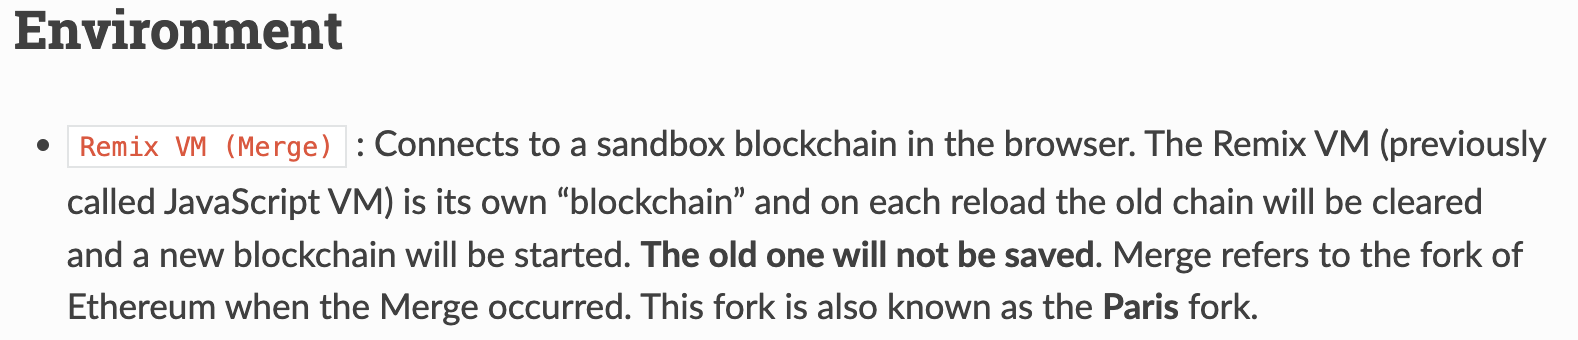 Environment
• Remix VM (Merge) : Connects to a sandbox blockchain in the browser. The Remix VM (previously
called JavaScript VM) is its own “blockchain” and on each reload the old chain will be cleared
and a new blockchain will be started. The old one will not be saved. Merge refers to the fork of
Ethereum when the Merge occurred. This fork is also known as the Paris fork.